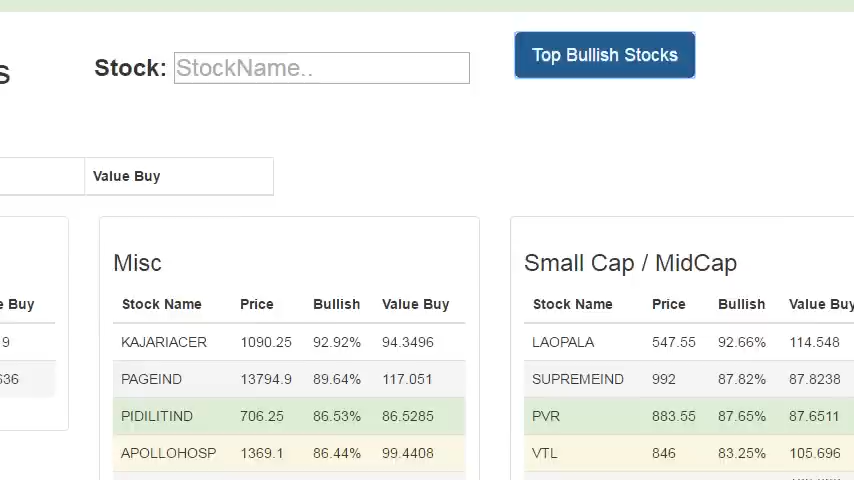 s
Stock: StockName.. Top Bullish Stocks
Value Buy
Misc Small Cap / MidCap
e Buy Stock Name Price Bullish Value Buy Stock Name Price Bullish Value Buy
9 KAJARIACER 1090.25 92.92% 94.3496 LAOPALA 547.55 92.66% 114.548
636 PAGEIND 13794.9 89.64% 117.051 SUPREMEIND 992 87.82% 87.8238
PIDILITIND 706.25 86.53% 86.5285 PVR 883.55 87.65% 87.6511
APOLLOHOSP 1369.1 86.44% 99.4408 VTL 846 83.25% 105.696